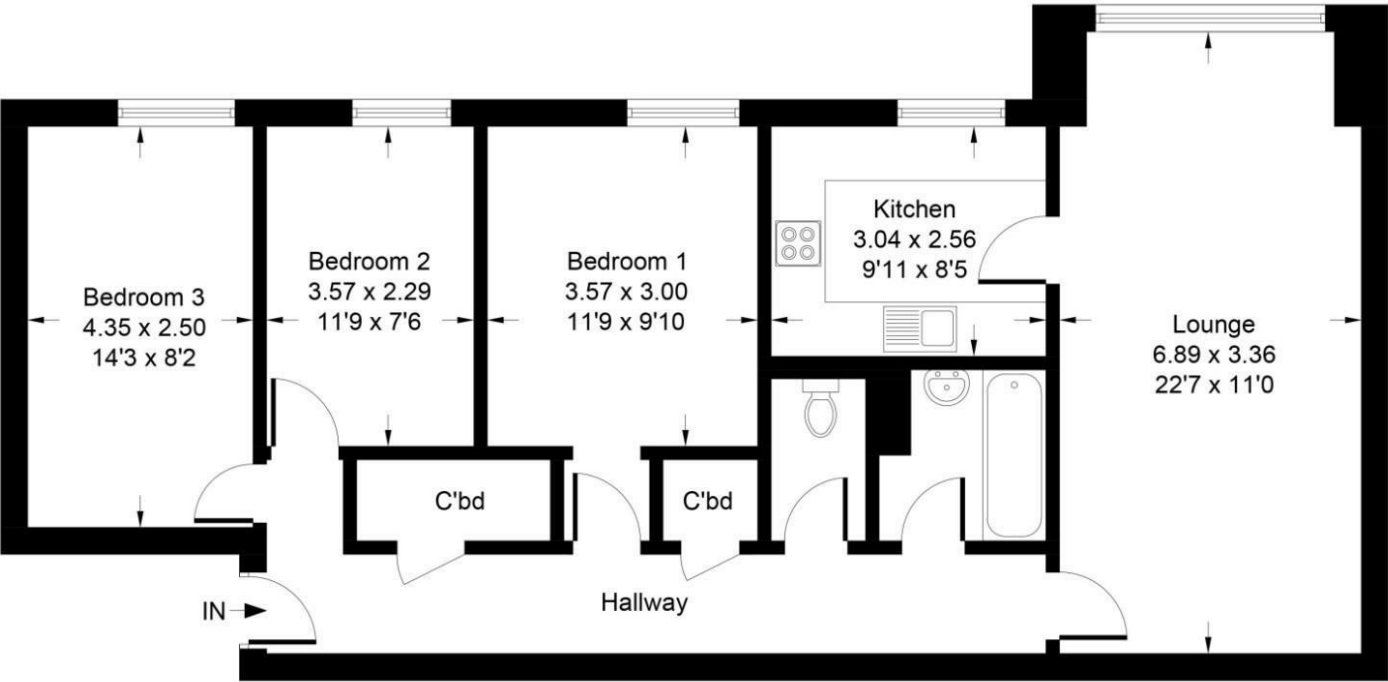 Bedroom 3
4.35 x 2.50
14'3 x 8'2
Bedroom 2
3.57 x 2.29
11'9 x 7'6
Bedroom 1
3.57 x 3.00
11'9 x 9'10
Kitchen
3.04 x 2.56
9'11 x 8'5
Lounge
6.89 x 3.36
22'7 x 11'0
C'bd
C'bd
Hallway
IN